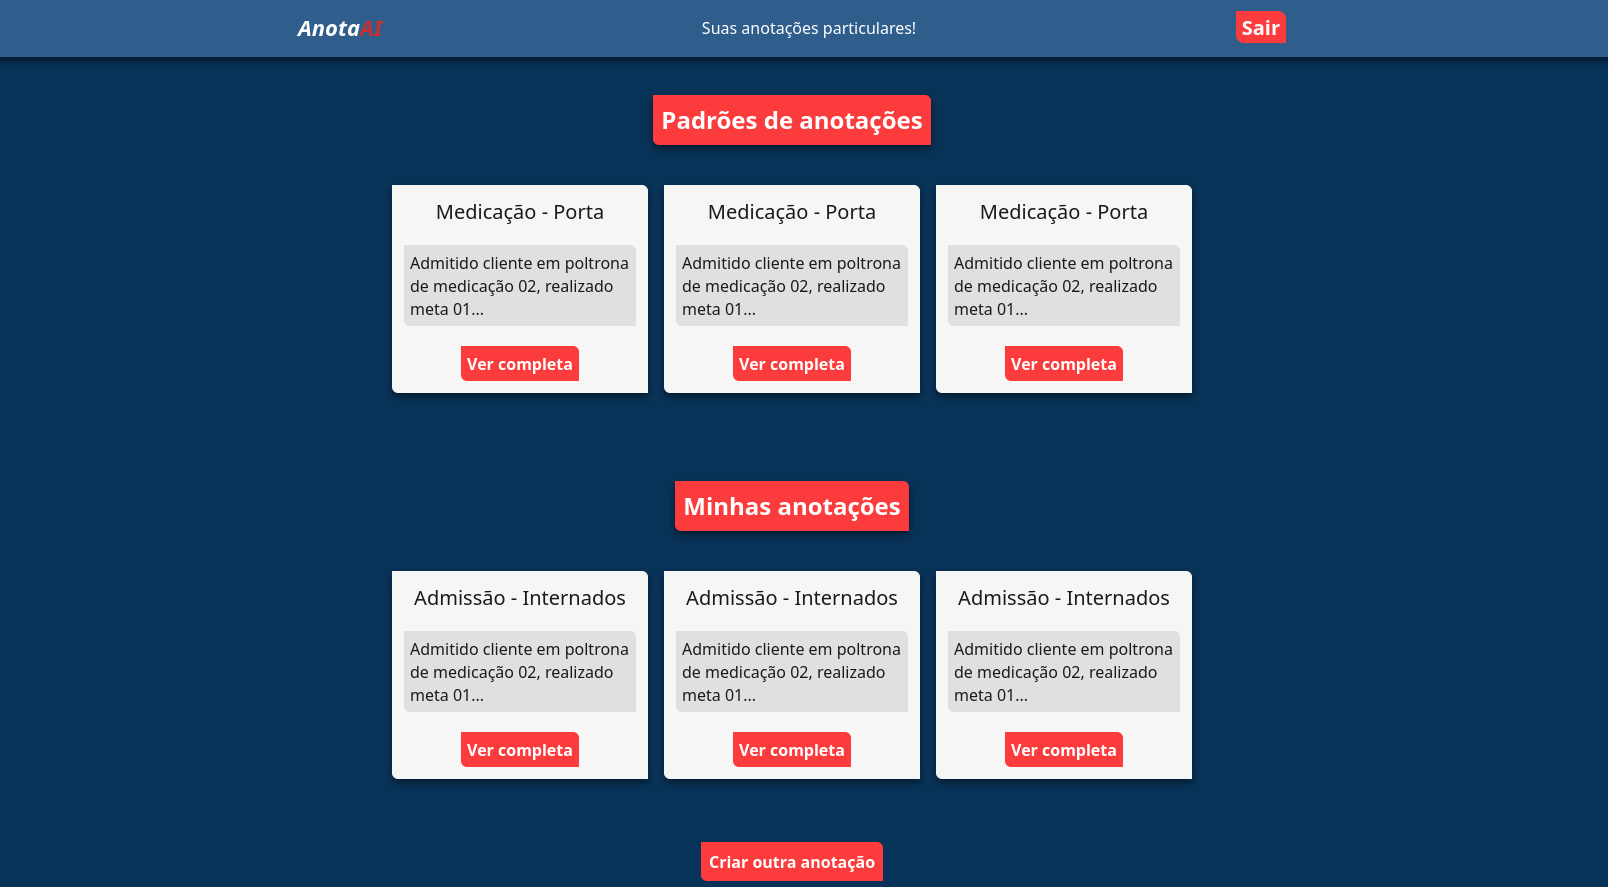 AnotaAI
Suas anotações particulares!
Sair
Padrões de anotações
Medicação - Porta
Admitido cliente em poltrona
de medicação 02, realizado
meta 01...
Ver completa
Medicação - Porta
Admitido cliente em poltrona
de medicação 02, realizado
meta 01...
Ver completa
Medicação - Porta
Admitido cliente em poltrona
de medicação 02, realizado
meta 01...
Ver completa
Minhas anotações
Admissão - Internados
Admitido cliente em poltrona
de medicação 02, realizado
meta 01...
Ver completa
Admissão - Internados
Admitido cliente em poltrona
de medicação 02, realizado
meta 01...
Ver completa
Admissão - Internados
Admitido cliente em poltrona
de medicação 02, realizado
meta 01...
Ver completa
Criar outra anotação